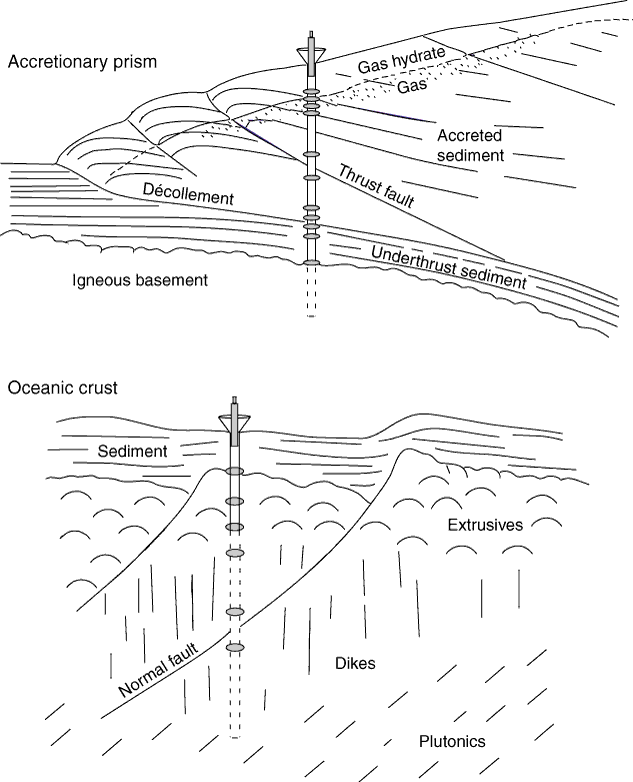 Accretionary prism
Gas hydrate
Gas
Accreted
sediment
Thrust fault
Décollement
Underthrust sediment
Igneous basement
Oceanic crust
Sediment
Extrusives
Normal fault
Dikes
Plutonics